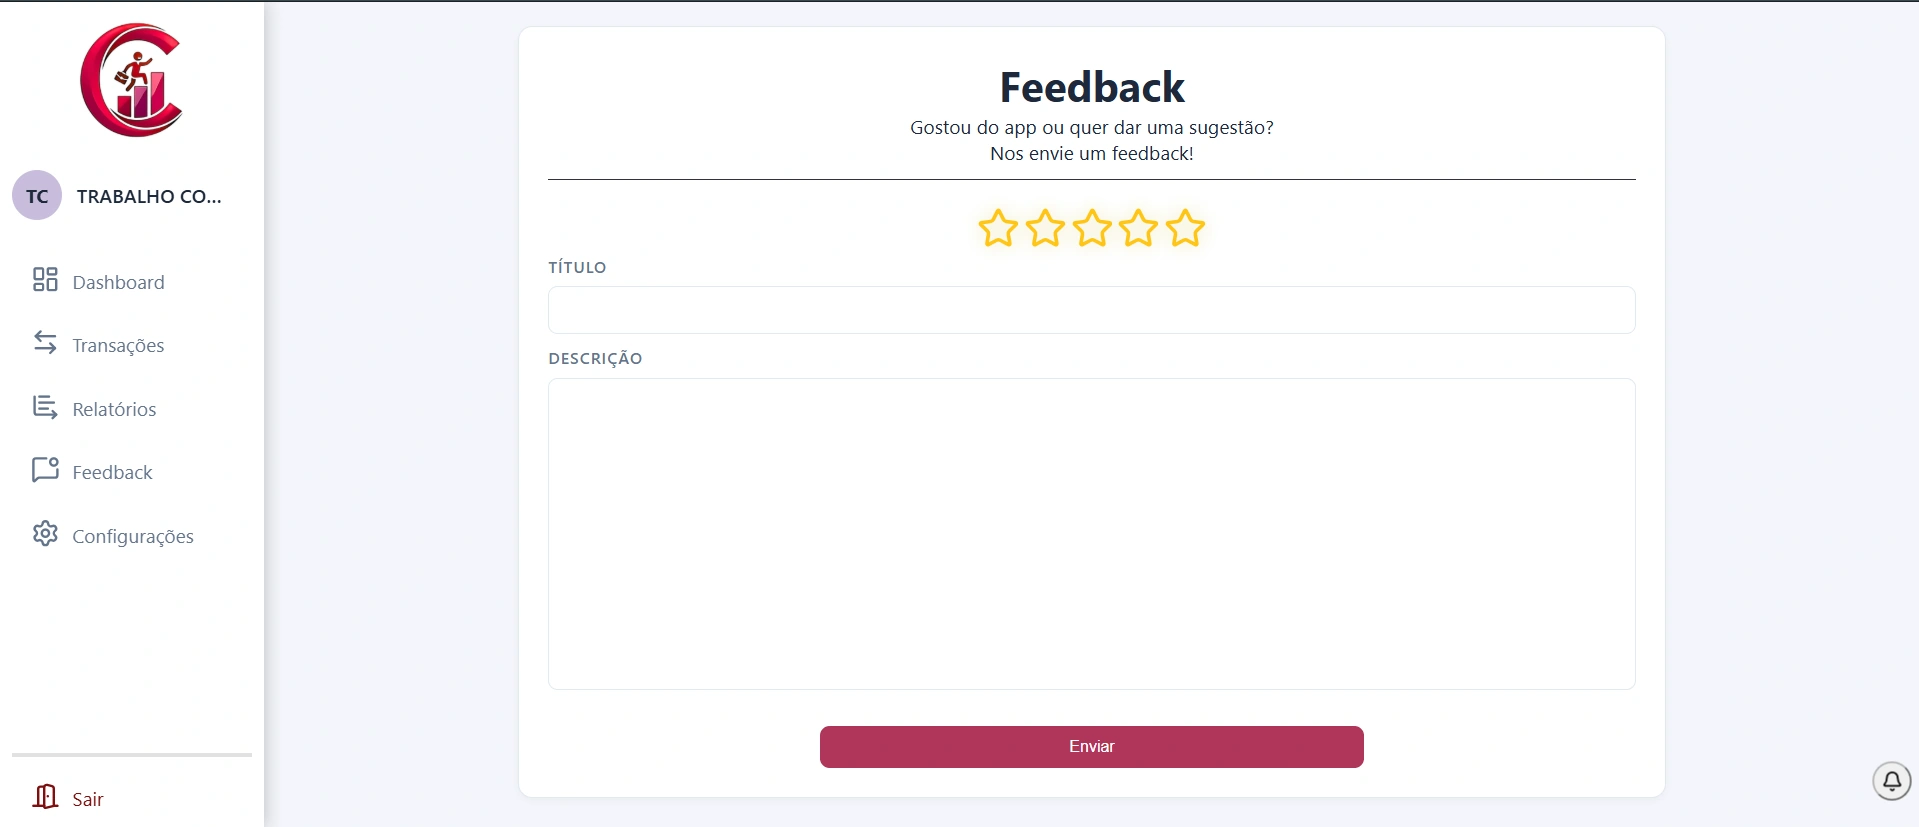 TC
TRABALHO CO...
Dashboard
Transações
Relatórios
Feedback
Configurações
Sair
Feedback
Gostou do app ou quer dar uma sugestão?
Nos envie um feedback!
TÍTULO
DESCRIÇÃO
Enviar